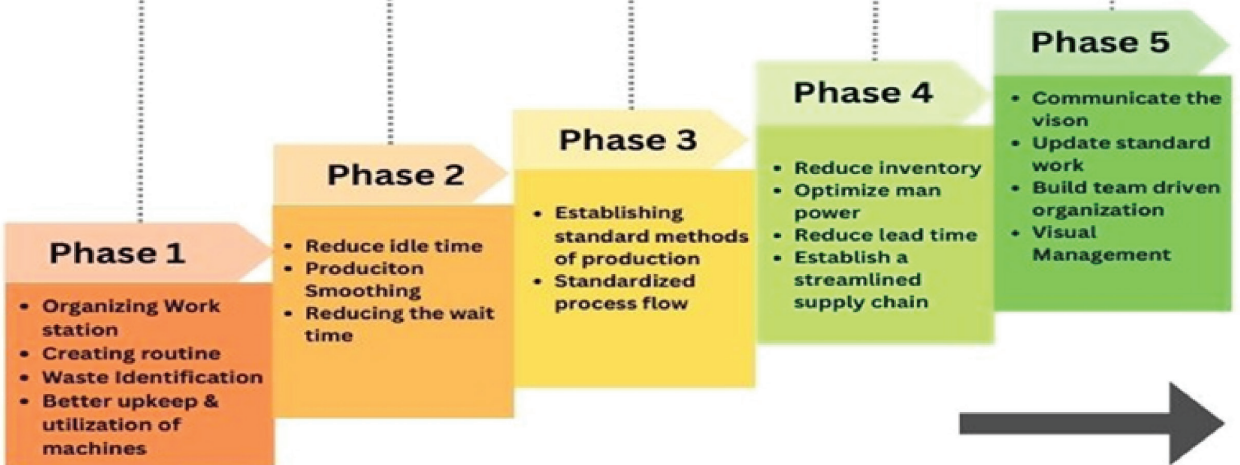 Phase 1
• Organizing Work
station
• Creating routine
• Waste Identification
• Better upkeep &
utilization of
machines
Phase 2
• Reduce idle time
• Produciton
Smoothing
• Reducing the wait
time
Phase 3
• Establishing
standard methods
of production
• Standardized
process flow
Phase 4
• Reduce inventory
• Optimize man
power
• Reduce lead time
• Establish a
streamlined
supply chain
Phase 5
• Communicate the
vison
• Update standard
work
• Build team driven
organization
• Visual
Management